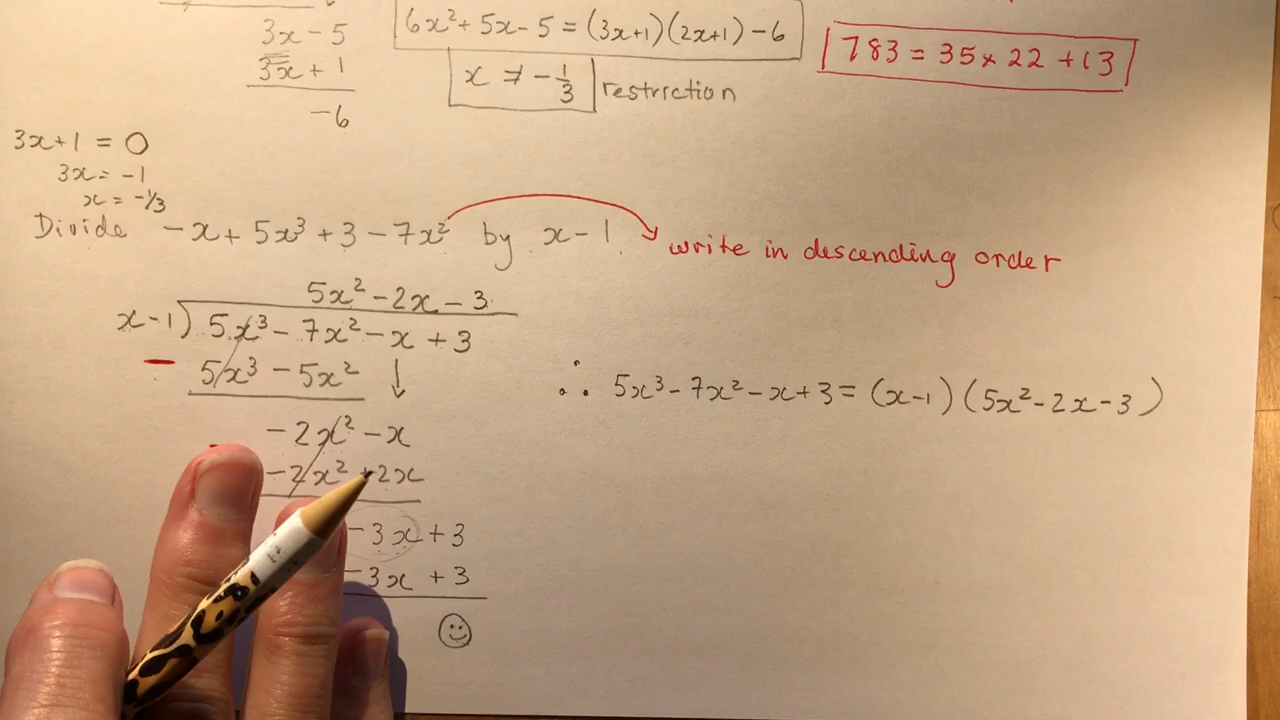 3x - 5
3x + 1
-6
6x² + 5x - 5 = (3x+1)(2x+1) - 6
x ≠ -1/3 restriction
783 = 35 × 22 + 13
3x+1 = 0
3x = -1
x = -1/3
Divide -x + 5x³ + 3 - 7x² by x - 1.
write in descending order
5x² - 2x - 3
x - 1) 5x³ - 7x² - x + 3
- 5x³ - 5x² ↓
-2x² - x
- -2x² + 2x
-3x + 3
-3x + 3
∴ 5x³ - 7x² - x + 3 = (x-1)(5x² - 2x - 3)